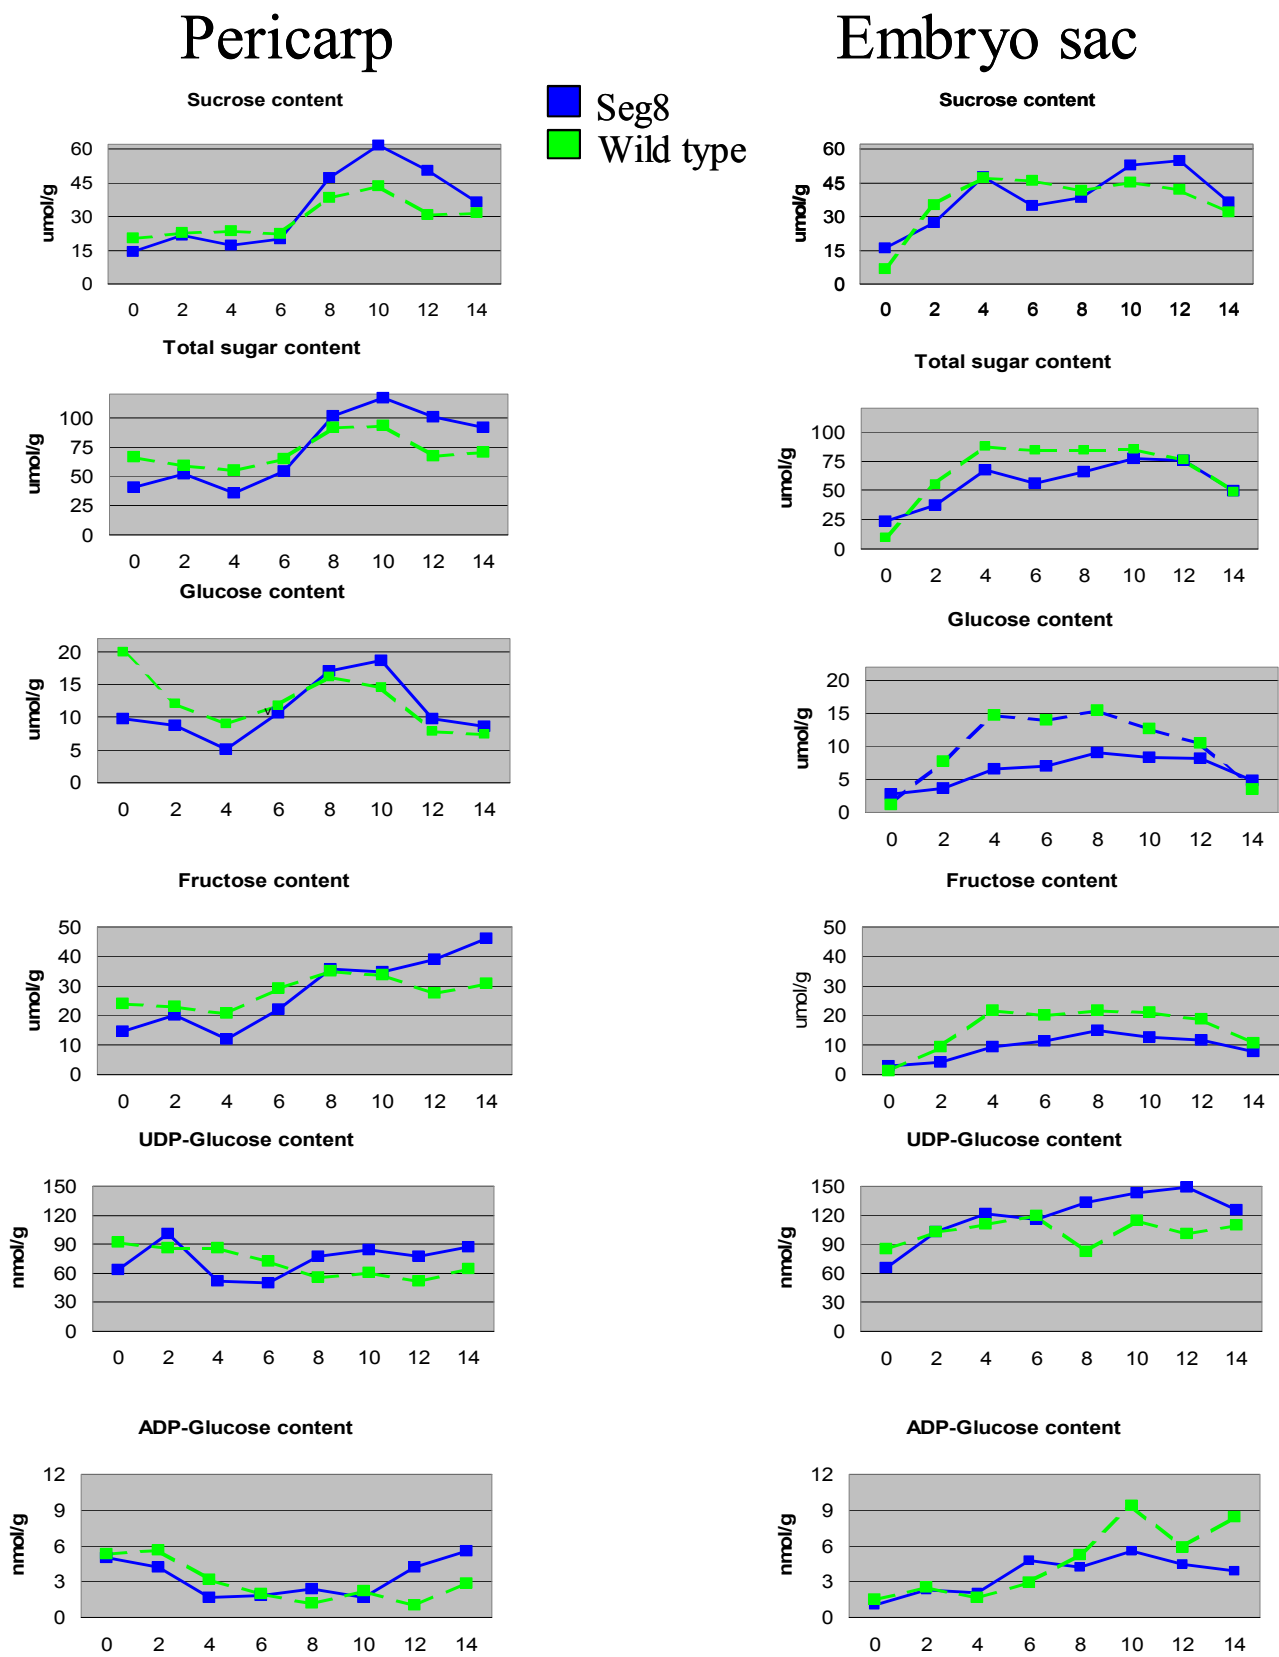 Pericarp
Embryo sac
Seg8
Wild type
Sucrose content
umol/g
60
45
30
15
0
0 2 4 6 8 10 12 14
Total sugar content
umol/g
100
75
50
25
0
0 2 4 6 8 10 12 14
Glucose content
umol/g
20
15
10
5
0
v
0 2 4 6 8 10 12 14
Fructose content
umol/g
50
40
30
20
10
0
0 2 4 6 8 10 12 14
UDP-Glucose content
nmol/g
150
120
90
60
30
0
0 2 4 6 8 10 12 14
ADP-Glucose content
nmol/g
12
9
6
3
0
0 2 4 6 8 10 12 14
Sucrose content
umol/g
60
45
30
15
0
0 2 4 6 8 10 12 14
Total sugar content
umol/g
100
75
50
25
0
0 2 4 6 8 10 12 14
Glucose content
umol/g
20
15
10
5
0
0 2 4 6 8 10 12 14
Fructose content
umol/g
50
40
30
20
10
0
0 2 4 6 8 10 12 14
UDP-Glucose content
nmol/g
150
120
90
60
30
0
0 2 4 6 8 10 12 14
ADP-Glucose content
nmol/g
12
9
6
3
0
0 2 4 6 8 10 12 14